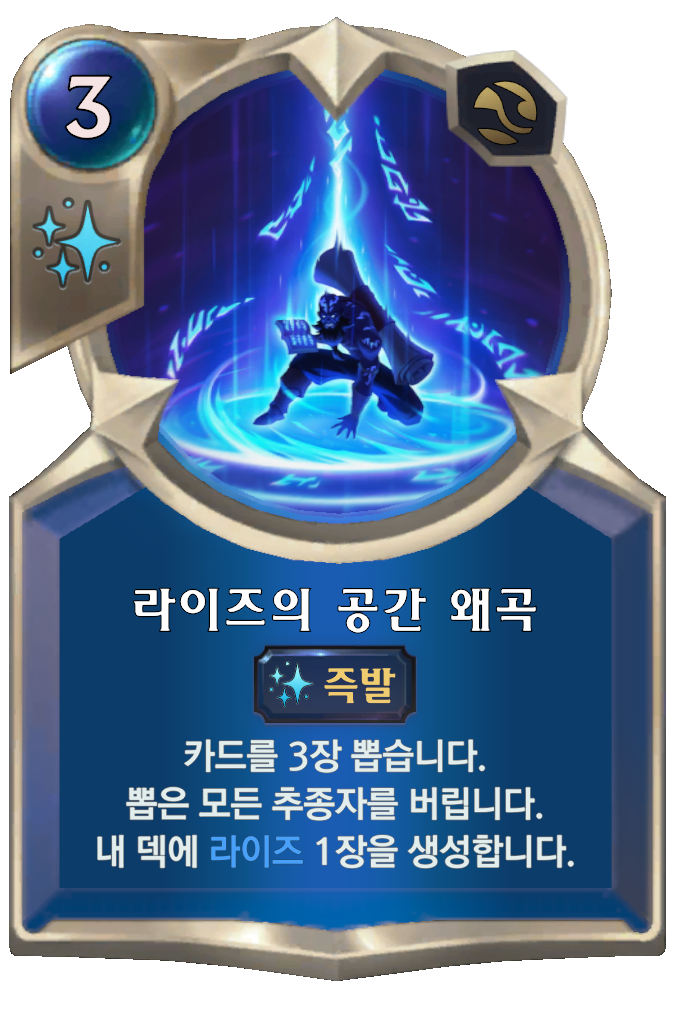 3
라이즈의 공간 왜곡
즉발
카드를 3장 뽑습니다.
뽑은 모든 추종자를 버립니다.
내 덱에 라이즈 1장을 생성합니다.